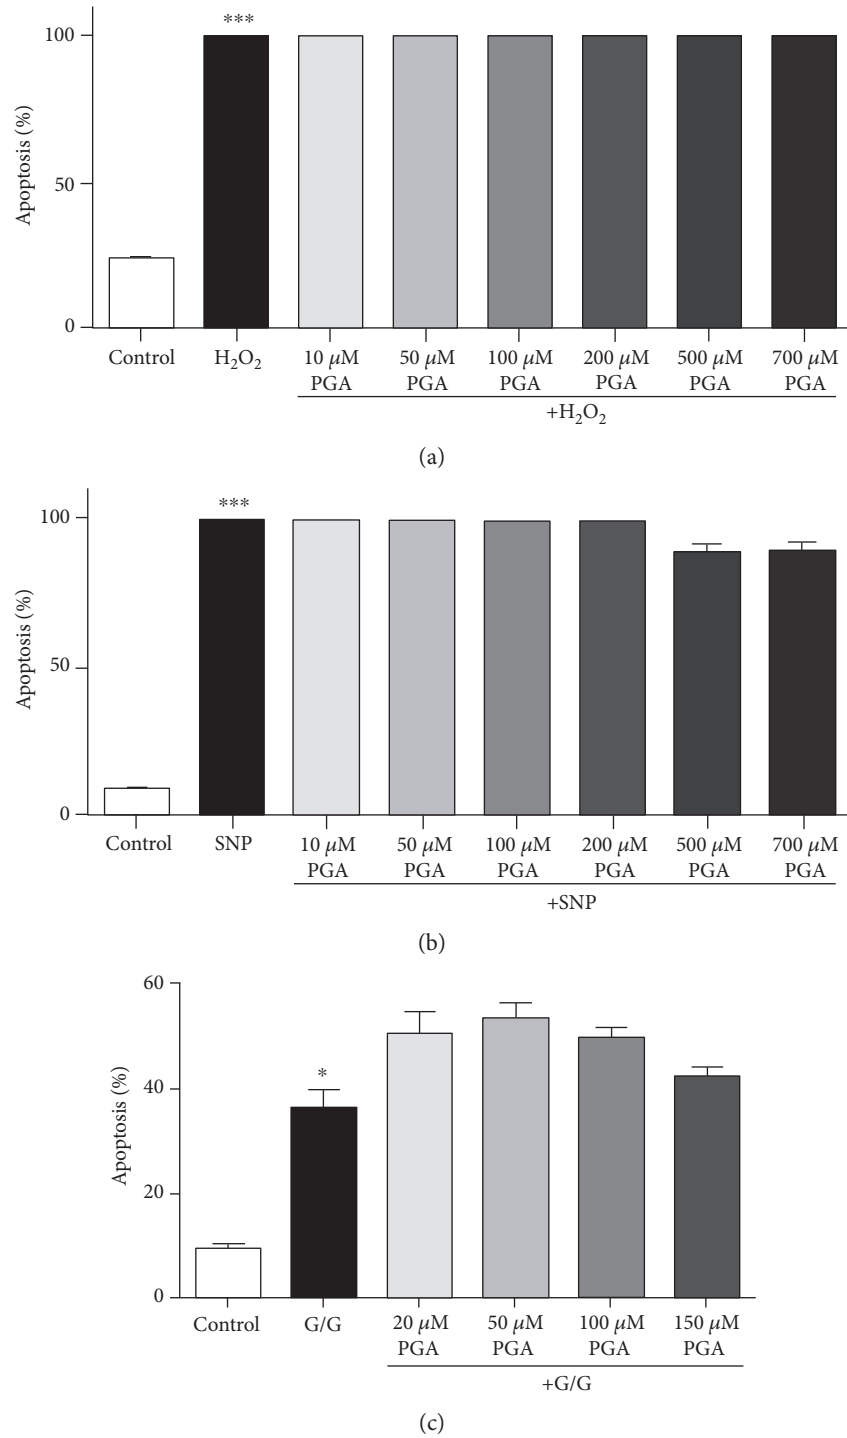 ***
100
50
0
Apoptosis (%)
Control
H₂O₂
10 μM
PGA
50 μM
PGA
100 μM
PGA
200 μM
PGA
500 μM
PGA
700 μM
PGA
+H₂O₂
(a)
***
100
50
0
Apoptosis (%)
Control
SNP
10 μM
PGA
50 μM
PGA
100 μM
PGA
200 μM
PGA
500 μM
PGA
700 μM
PGA
+SNP
(b)
60
40
20
0
Apoptosis (%)
*
Control
G/G
20 μM
PGA
50 μM
PGA
100 μM
PGA
150 μM
PGA
+G/G
(c)